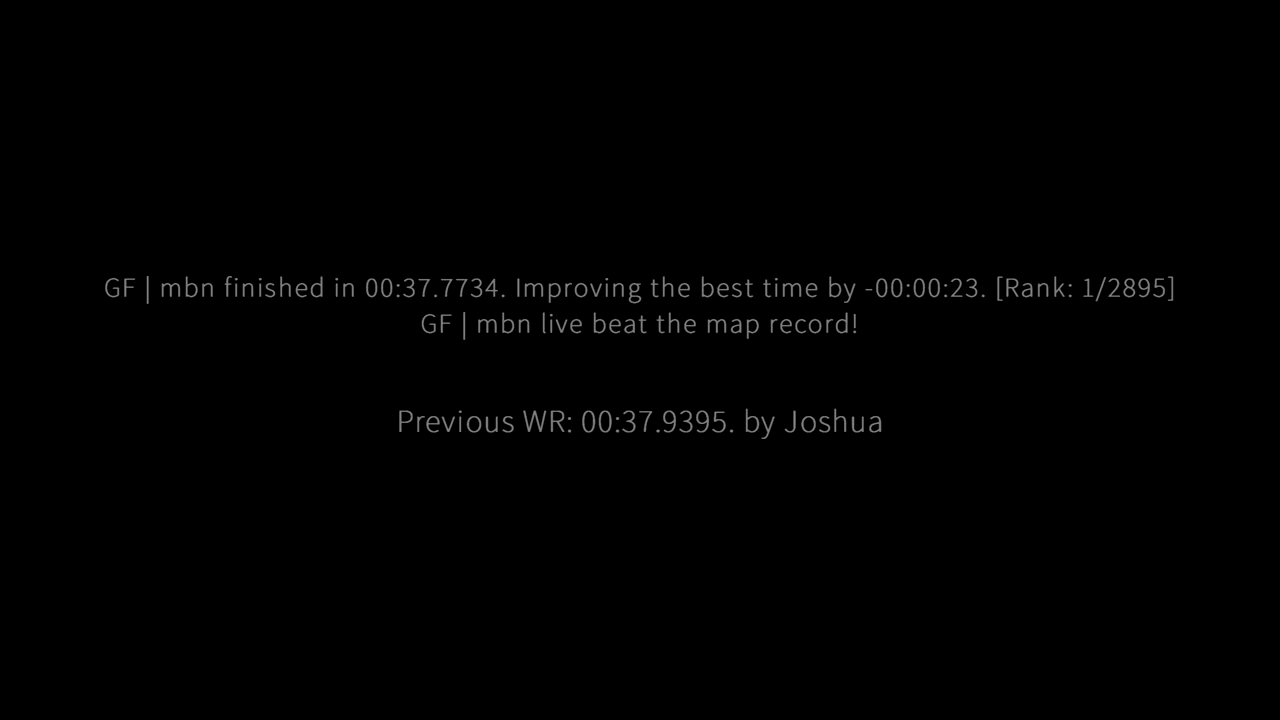 GF | mbn finished in 00:37.7734. Improving the best time by -00:00:23. [Rank: 1/2895]
GF | mbn live beat the map record!
Previous WR: 00:37.9395. by Joshua